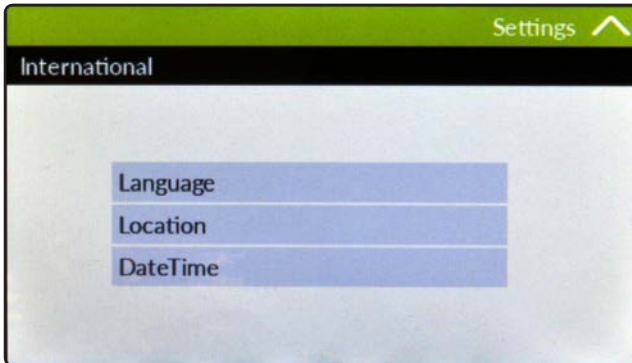 Settings
International
Language
Location
DateTime